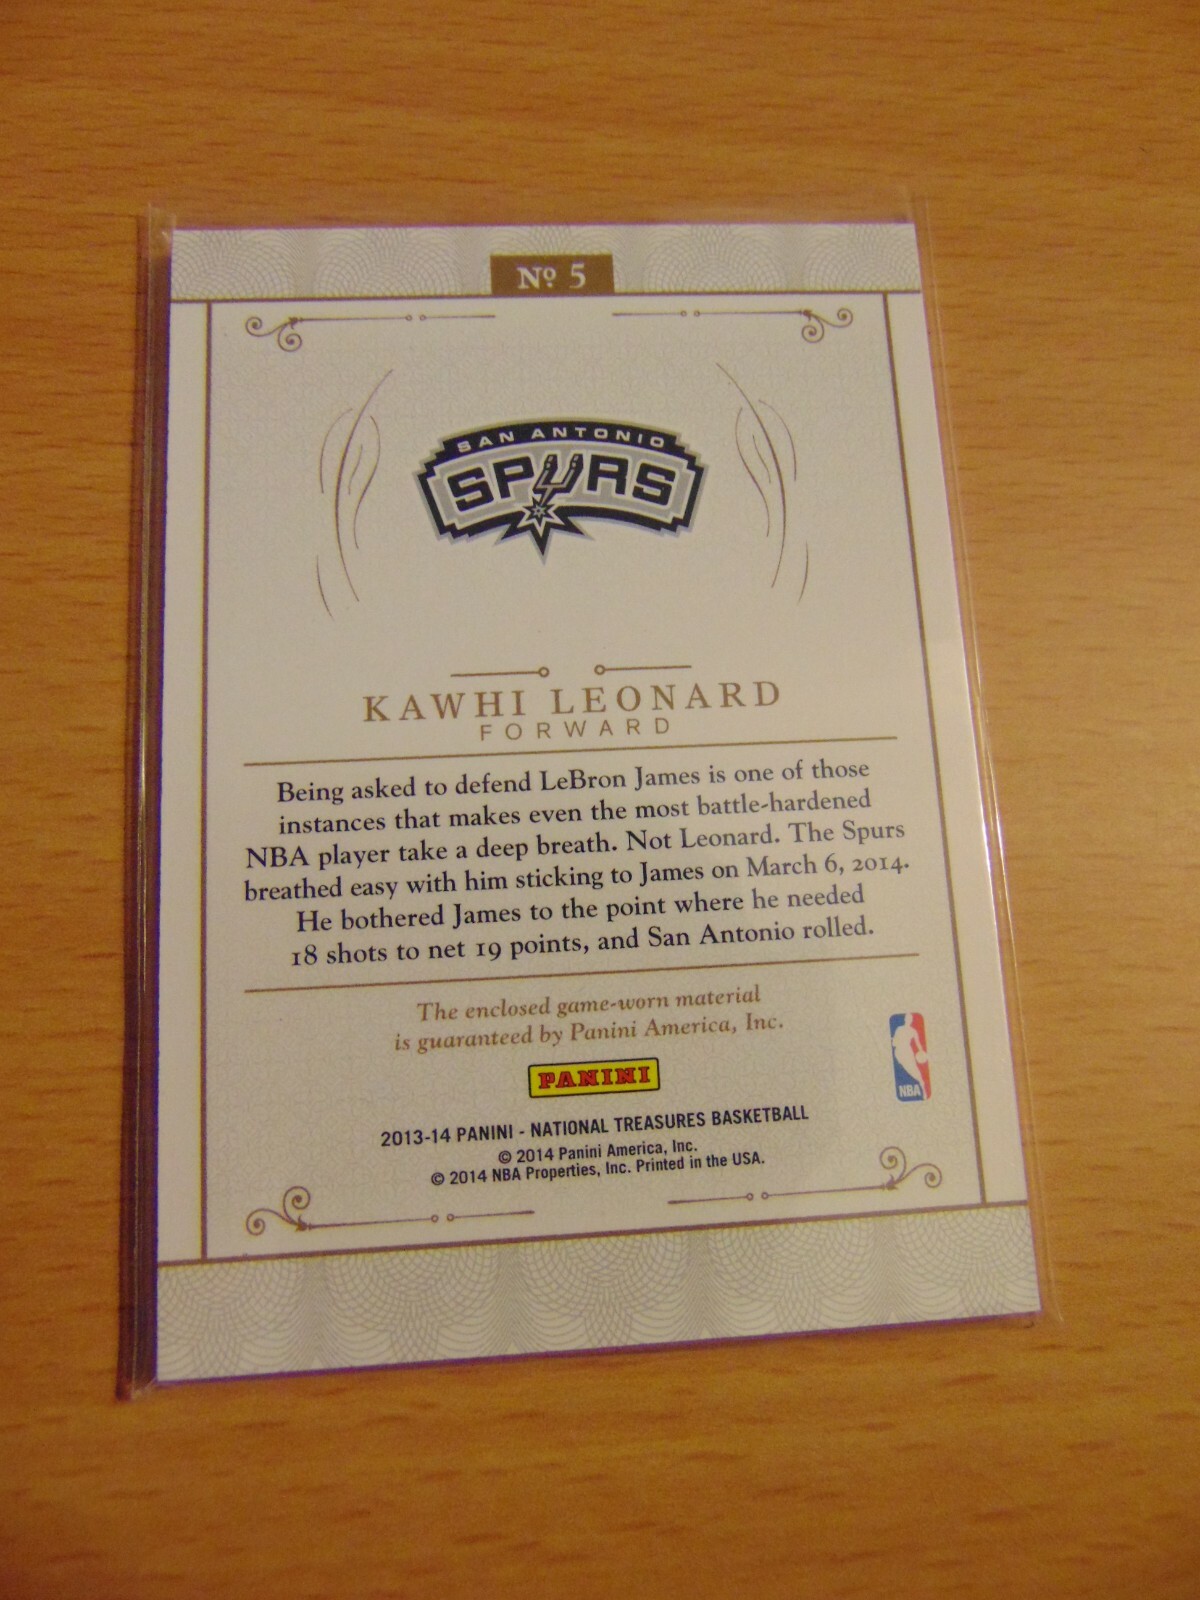 Nº 5
SAN ANTONIO
SPURS
KAWHI LEONARD
FORWARD
Being asked to defend LeBron James is one of those
instances that makes even the most battle-hardened
NBA player take a deep breath. Not Leonard. The Spurs
breathed easy with him sticking to James on March 6, 2014.
He bothered James to the point where he needed
18 shots to net 19 points, and San Antonio rolled.
The enclosed game-worn material
is guaranteed by Panini America, Inc.
PANINI
NBA
2013-14 PANINI - NATIONAL TREASURES BASKETBALL
© 2014 Panini America, Inc.
© 2014 NBA Properties, Inc. Printed in the USA.